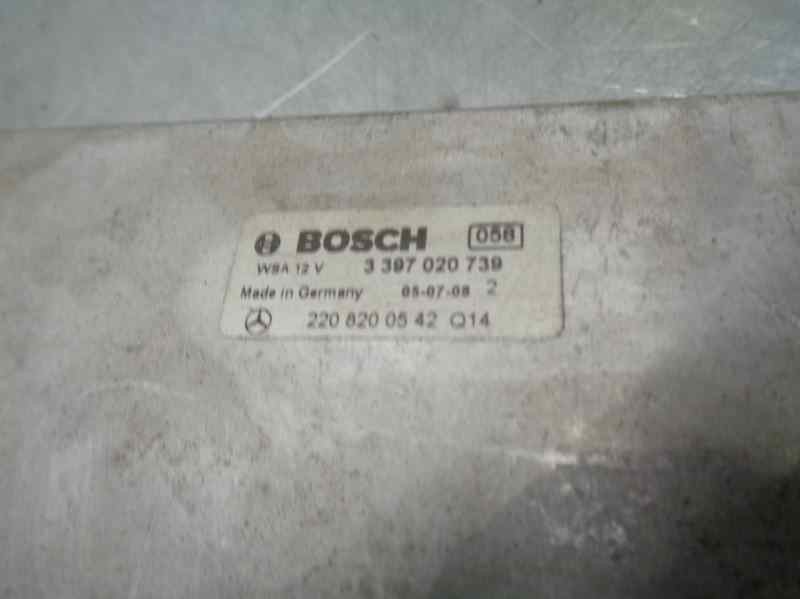 BOSCH 056
WSA 12 V 3 397 020 739
Made in Germany 05-07-08 2
220 820 05 42 Q14